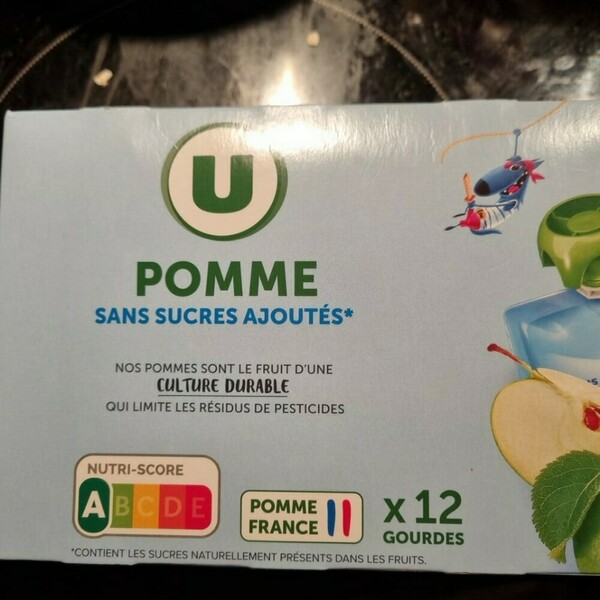 U
POMME
SANS SUCRES AJOUTÉS*
NOS POMMES SONT LE FRUIT D'UNE
CULTURE DURABLE
QUI LIMITE LES RÉSIDUS DE PESTICIDES
NUTRI-SCORE
A B C D E
POMME
FRANCE
x 12
GOURDES
*CONTIENT LES SUCRES NATURELLEMENT PRÉSENTS DANS LES FRUITS.